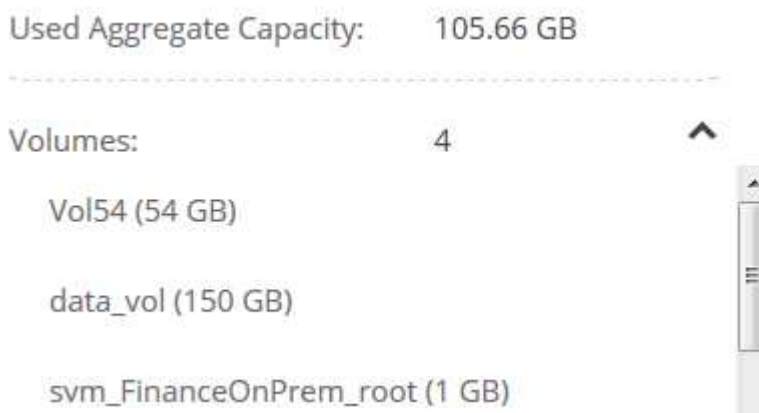 Used Aggregate Capacity: 105.66 GB
Volumes: 4
Vol54 (54 GB)
data_vol (150 GB)
svm_FinanceOnPrem_root (1 GB)